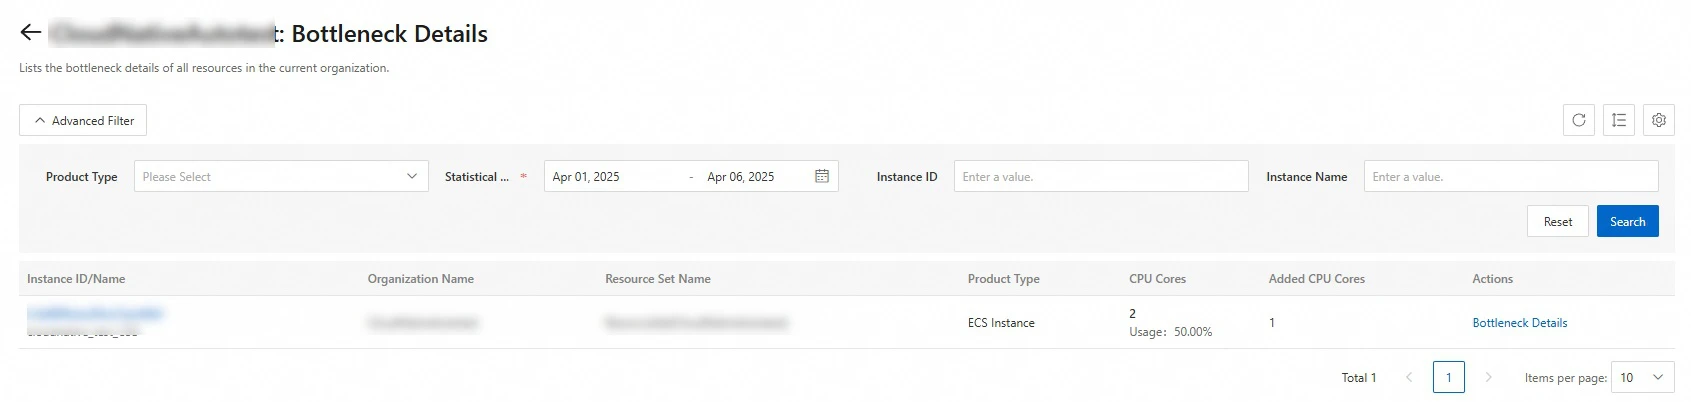 : Bottleneck Details
Lists the bottleneck details of all resources in the current organization.
Advanced Filter
Product Type Please Select Statistical ... * Apr 01, 2025 - Apr 06, 2025 Instance ID Enter a value. Instance Name Enter a value.
Reset Search
Instance ID/Name Organization Name Resource Set Name Product Type CPU Cores Added CPU Cores Actions
ECS Instance 2 1 Bottleneck Details
Usage: 50.00%
Total 1 1 Items per page: 10